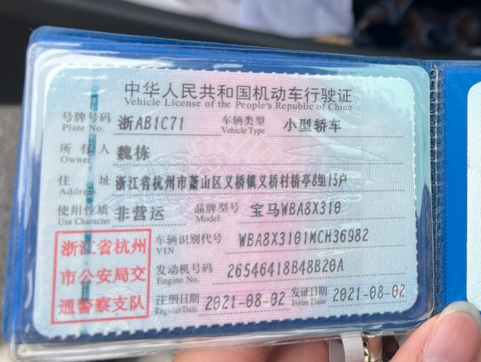 中华人民共和国机动车行驶证
Vehicle License of the People's Republic of China
号牌号码 浙AB1C71 车辆类型 小型轿车
Plate No. Vehicle Type
所有人 魏栋
Owner
住址 浙江省杭州市萧山区义桥镇义桥村桥亭6组15户
Address
使用性质 非营运 品牌型号 宝马WBA8X310
Use Character Model
浙江省杭州
市公安局交
通警察支队
车辆识别代号 WBA8X3101MCH36982
VIN
发动机号码 26546418B48B20A
Engine No.
注册日期 2021-08-02 发证日期 2021-08-02
Register Date Issue Date